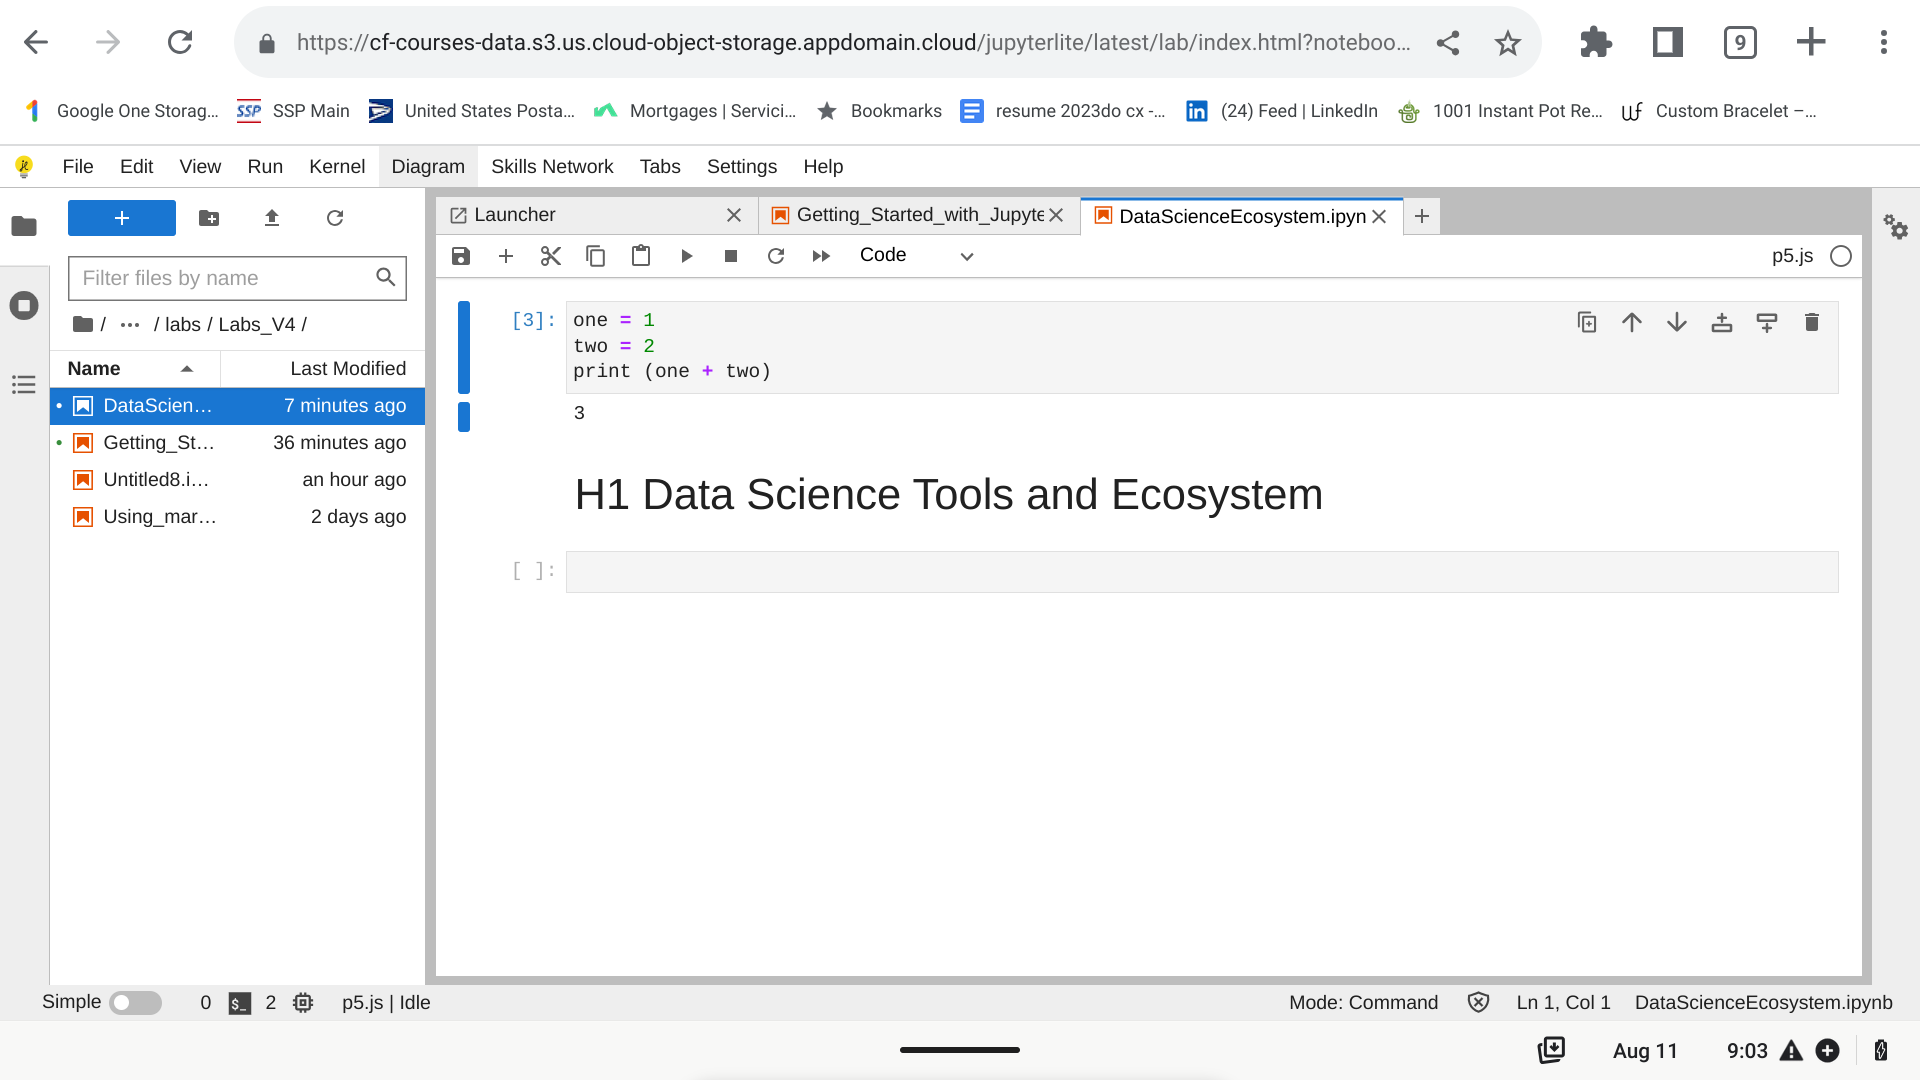 https://cf-courses-data.s3.us.cloud-object-storage.appdomain.cloud/jupyterlite/latest/lab/index.html?noteboo...
9
Google One Storag...
SSP
SSP Main
United States Posta...
Mortgages | Servici...
Bookmarks
resume 2023do cx -...
in
(24) Feed | LinkedIn
1001 Instant Pot Re...
Custom Bracelet –...
File Edit View Run Kernel Diagram Skills Network Tabs Settings Help
Launcher
Getting_Started_with_Jupyte
DataScienceEcosystem.ipyn
Code
p5.js
Filter files by name
/ ··· / labs / Labs_V4 /
Name Last Modified
DataScien... 7 minutes ago
Getting_St... 36 minutes ago
Untitled8.i... an hour ago
Using_mar... 2 days ago
[3]: one = 1
two = 2
print (one + two)
3
H1 Data Science Tools and Ecosystem
[ ]:
Simple 0 $_ 2 p5.js | Idle
Mode: Command Ln 1, Col 1 DataScienceEcosystem.ipynb
Aug 11 9:03